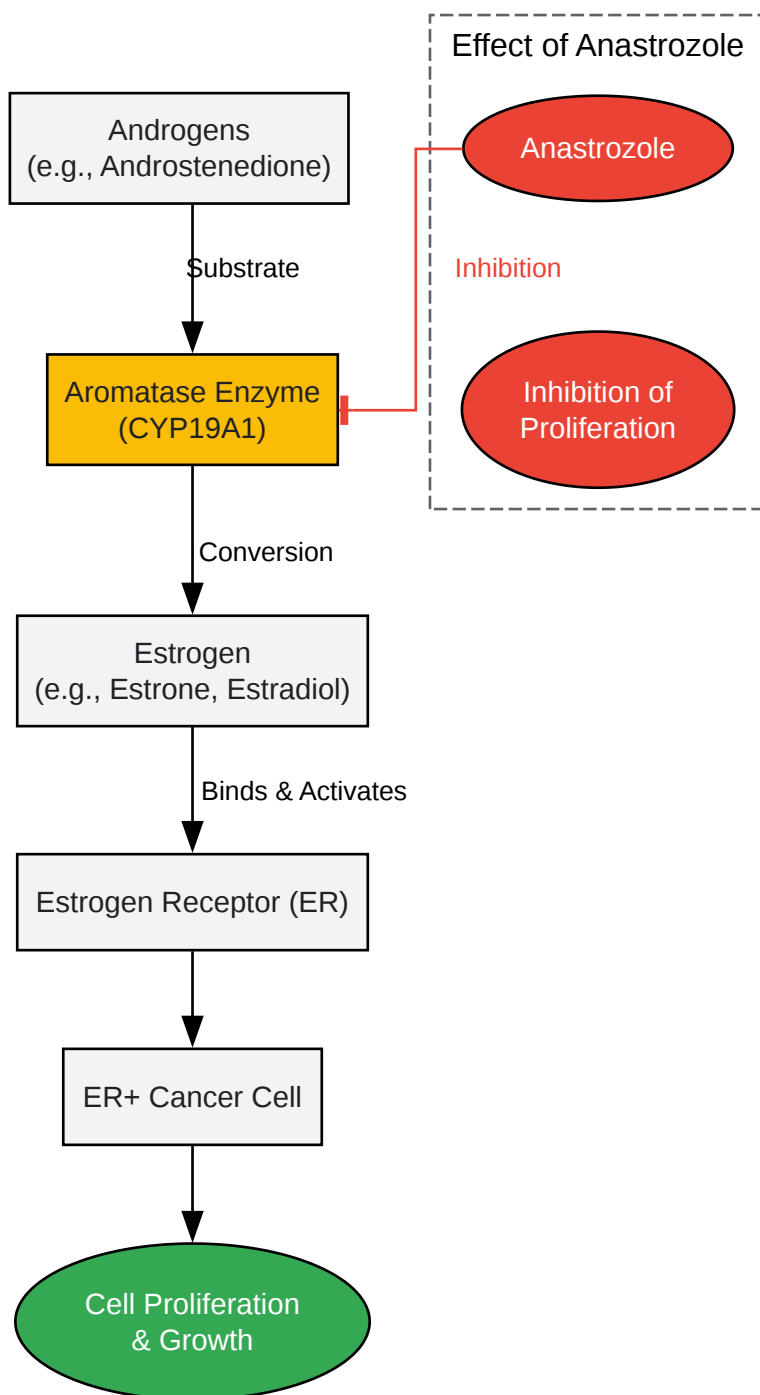 Effect of Anastrozole
Androgens
(e.g., Androstenedione)
Anastrozole
Substrate
Inhibition
Aromatase Enzyme
(CYP19A1)
Inhibition of
Proliferation
Conversion
Estrogen
(e.g., Estrone, Estradiol)
Binds & Activates
Estrogen Receptor (ER)
ER+ Cancer Cell
Cell Proliferation
& Growth